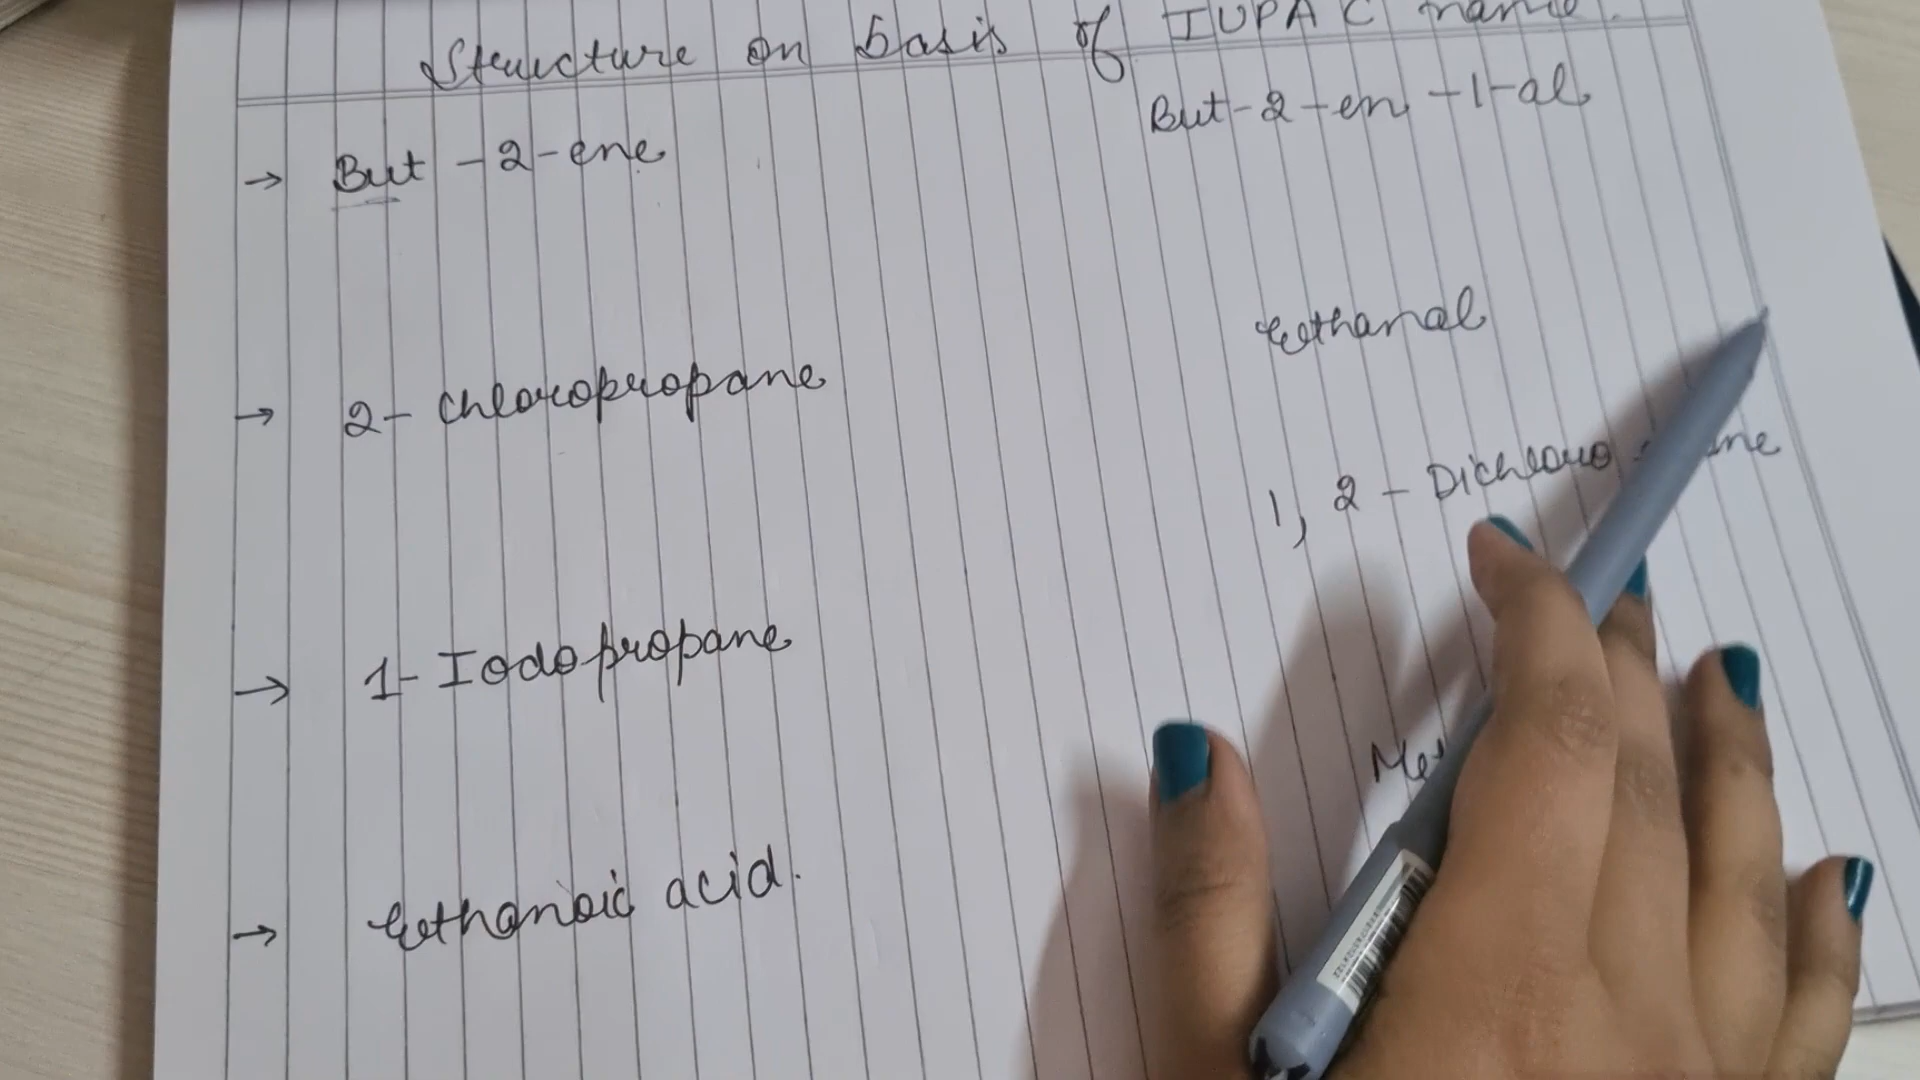 Structure on basis of IUPAC name.
But-2-en-1-al
→ But-2-ene
Ethanal
→ 2-Chloropropane
1, 2-Dichloro
→ 1-Iodopropane
→ Ethanoic acid.